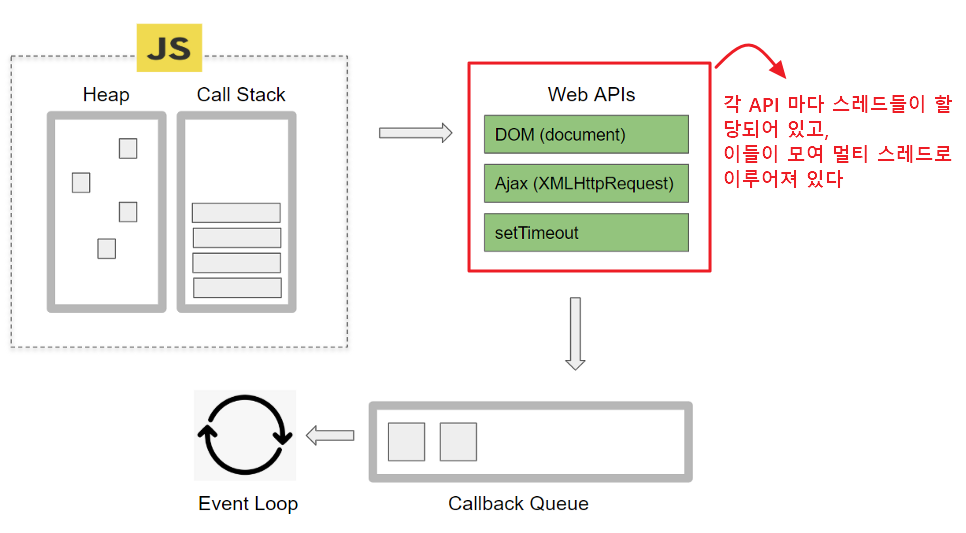 JS
Heap
Call Stack
Web APIs
DOM (document)
Ajax (XMLHttpRequest)
setTimeout
각 API 마다 스레드들이 할
당되어 있고,
이들이 모여 멀티 스레드로
이루어져 있다
Event Loop
Callback Queue